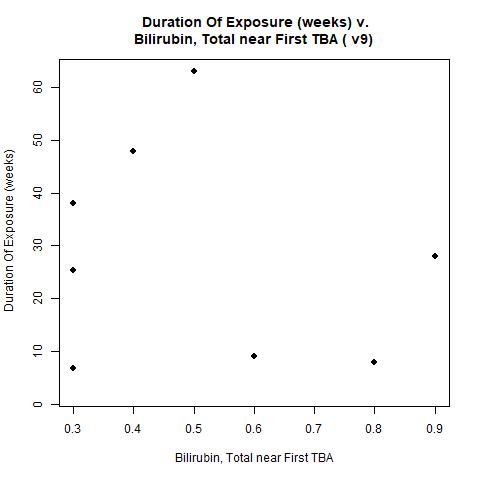 Duration Of Exposure (weeks) v.
Bilirubin, Total near First TBA ( v9)
Duration Of Exposure (weeks)
60
50
40
30
20
10
0
0.3 0.4 0.5 0.6 0.7 0.8 0.9
Bilirubin, Total near First TBA